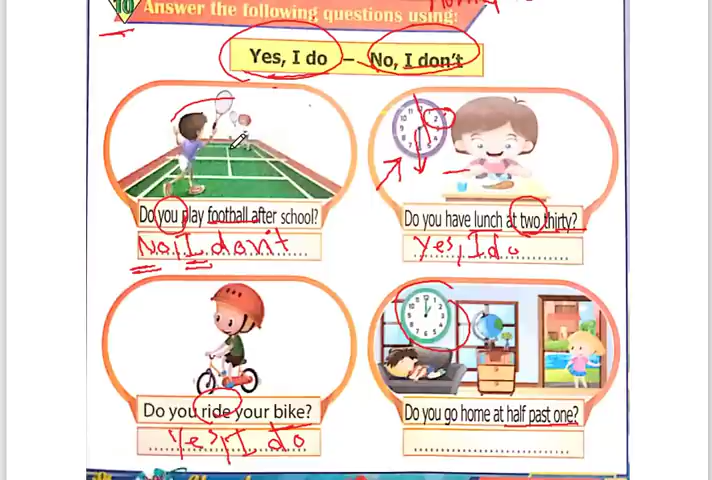 10 Answer the following questions using:
Yes, I do – No, I don't
Do you play football after school?
No, I don't
Do you have lunch at two thirty?
Yes, I do
Do you ride your bike?
Yes, I do
Do you go home at half past one?